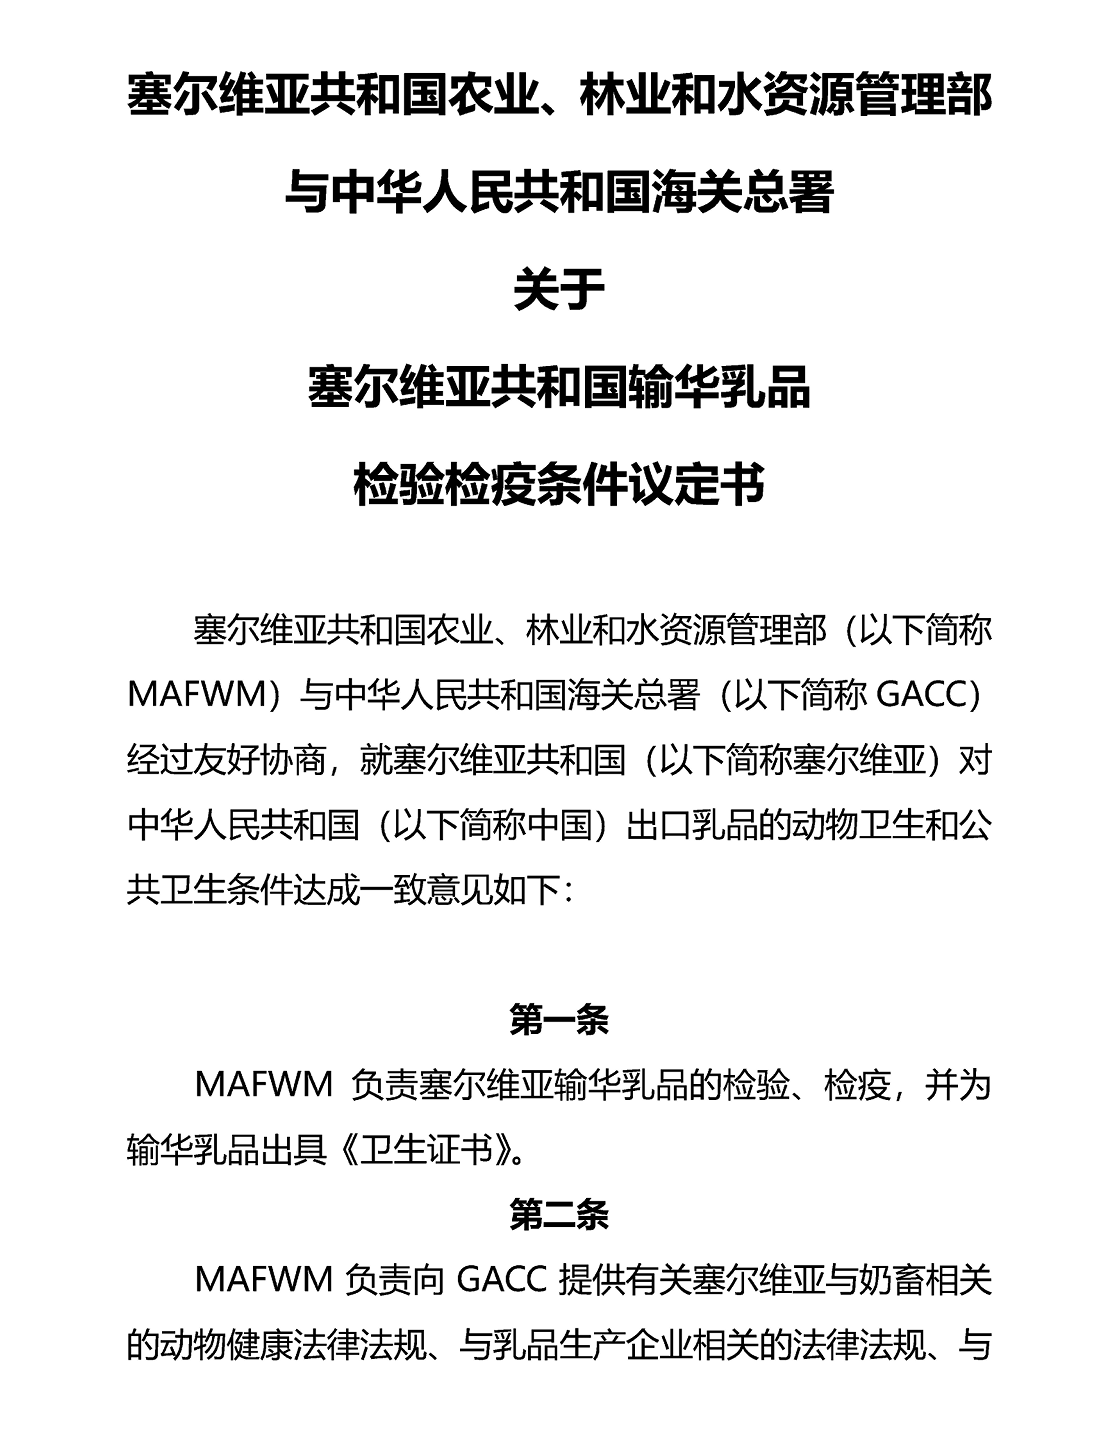 塞尔维亚共和国农业、林业和水资源管理部
与中华人民共和国海关总署
关于
塞尔维亚共和国输华乳品
检验检疫条件议定书
塞尔维亚共和国农业、林业和水资源管理部（以下简称
MAFWM）与中华人民共和国海关总署（以下简称 GACC）
经过友好协商，就塞尔维亚共和国（以下简称塞尔维亚）对
中华人民共和国（以下简称中国）出口乳品的动物卫生和公
共卫生条件达成一致意见如下：
第一条
MAFWM 负责塞尔维亚输华乳品的检验、检疫，并为
输华乳品出具《卫生证书》。
第二条
MAFWM 负责向 GACC 提供有关塞尔维亚与奶畜相关
的动物健康法律法规、与乳品生产企业相关的法律法规、与